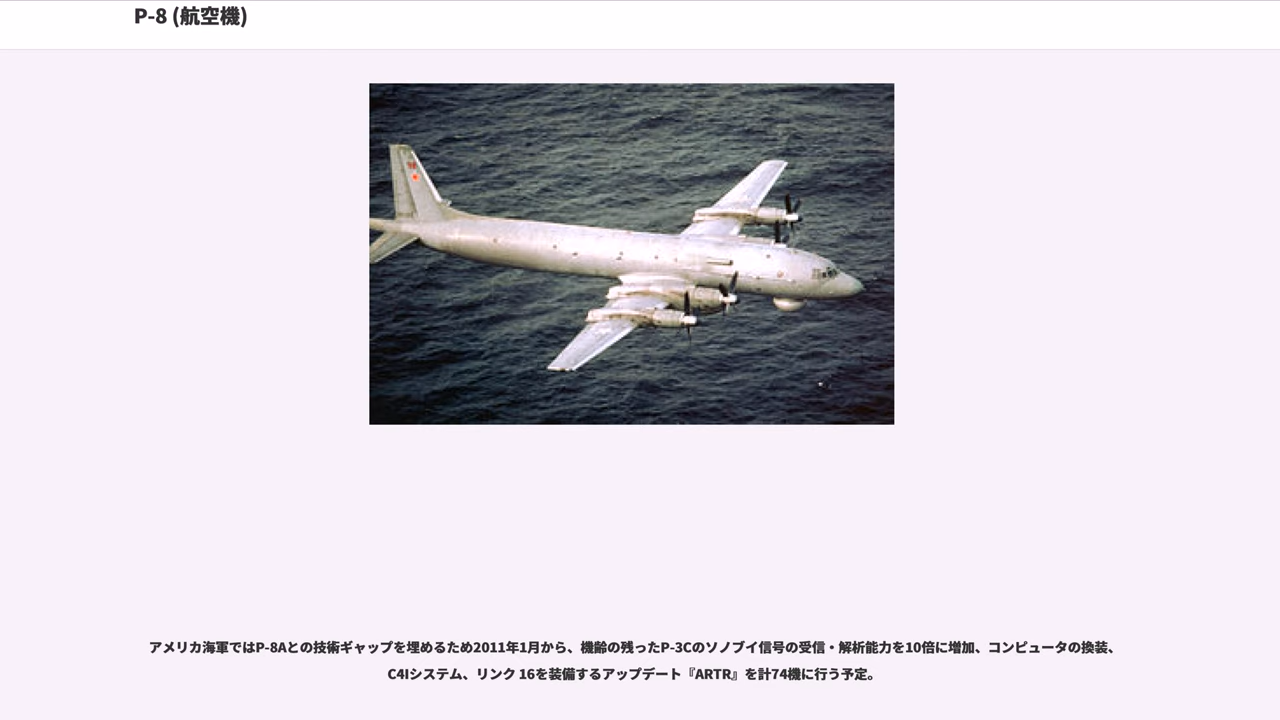 P-8 (航空機)
アメリカ海軍ではP-8Aとの技術ギャップを埋めるため2011年1月から、機齢の残ったP-3Cのソノブイ信号の受信・解析能力を10倍に増加、コンピュータの換装、
C4Iシステム、リンク 16を装備するアップデート『ARTR』を計74機に行う予定。